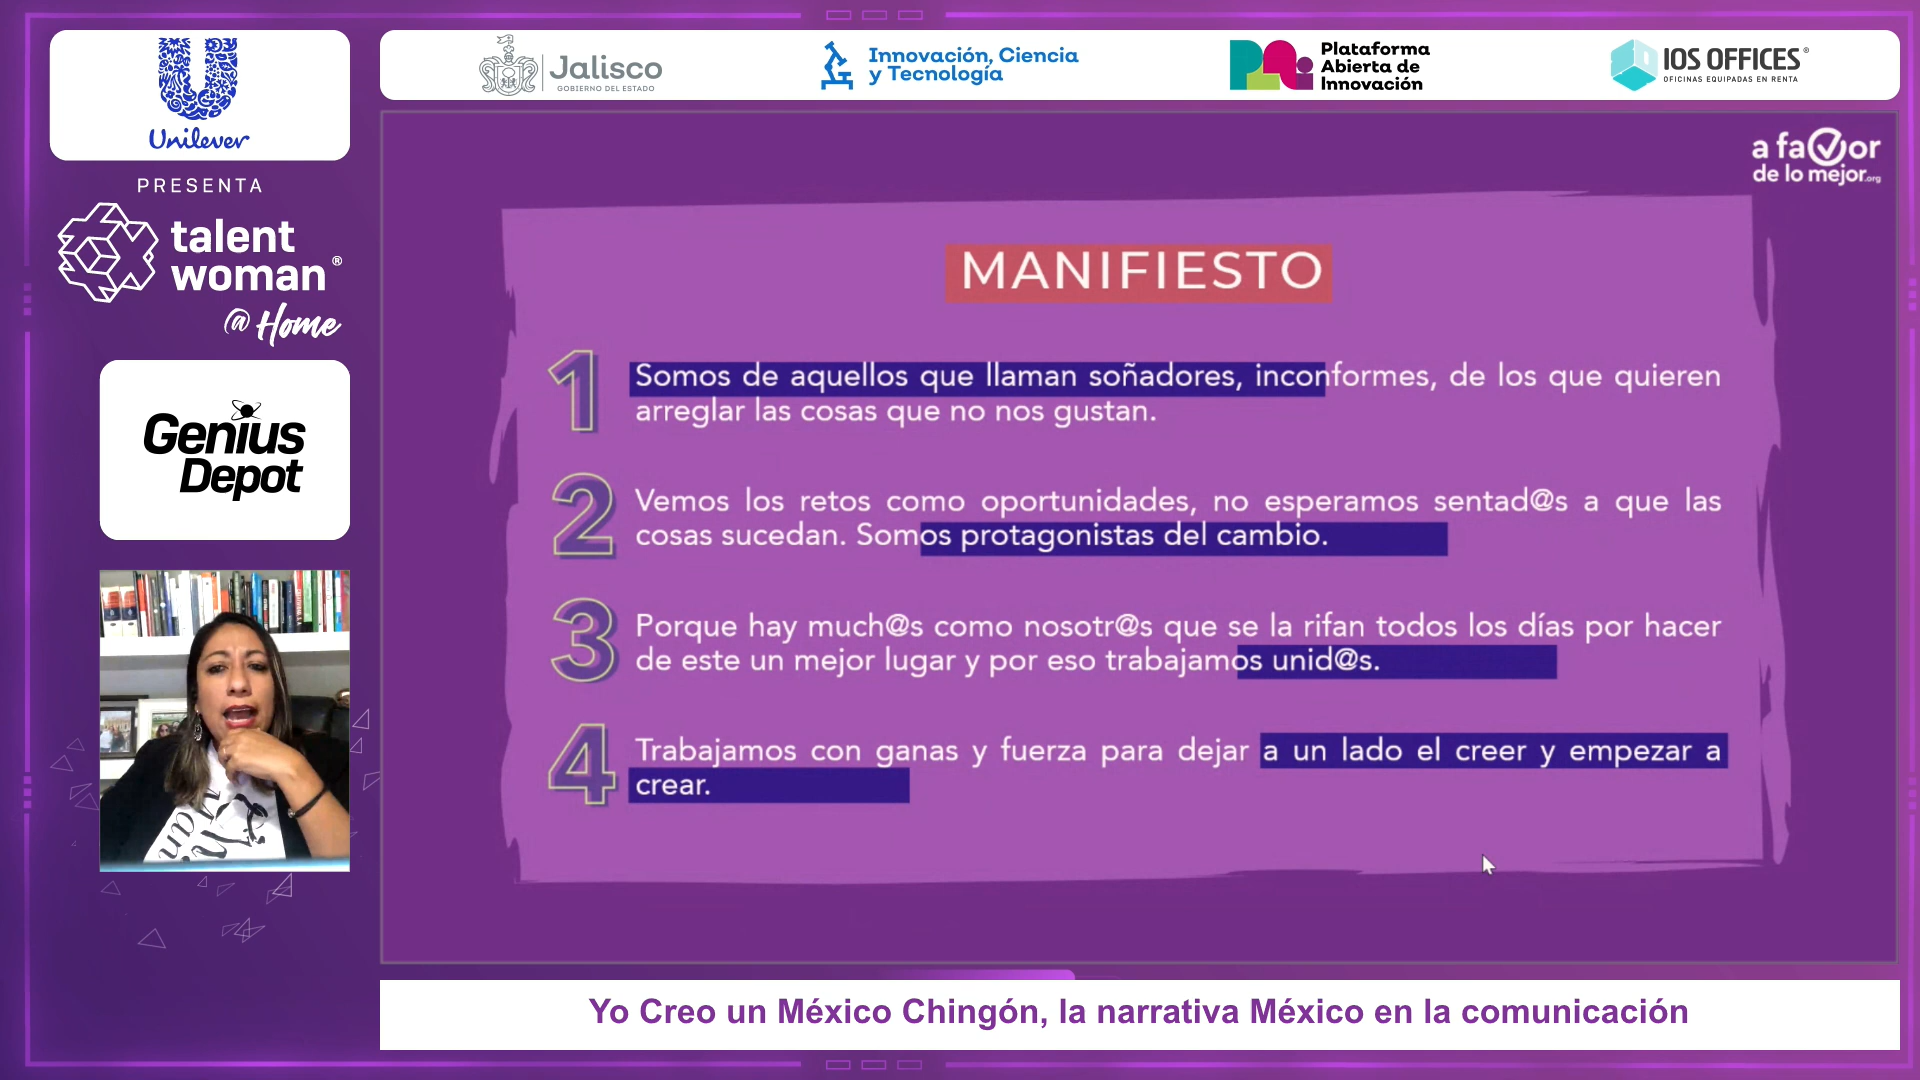 Unilever
PRESENTA
talent
woman®
@Home
Genius
Depot
Jalisco
GOBIERNO DEL ESTADO
Innovación, Ciencia
y Tecnología
Plataforma
Abierta de
Innovación
IOS OFFICES®
OFICINAS EQUIPADAS EN RENTA
a favor
de lo mejor.org
MANIFIESTO
1 Somos de aquellos que llaman soñadores, inconformes, de los que quieren
arreglar las cosas que no nos gustan.
2 Vemos los retos como oportunidades, no esperamos sentad@s a que las
cosas sucedan. Somos protagonistas del cambio.
3 Porque hay much@s como nosotr@s que se la rifan todos los días por hacer
de este un mejor lugar y por eso trabajamos unid@s.
4 Trabajamos con ganas y fuerza para dejar a un lado el creer y empezar a
crear.
Yo Creo un México Chingón, la narrativa México en la comunicación